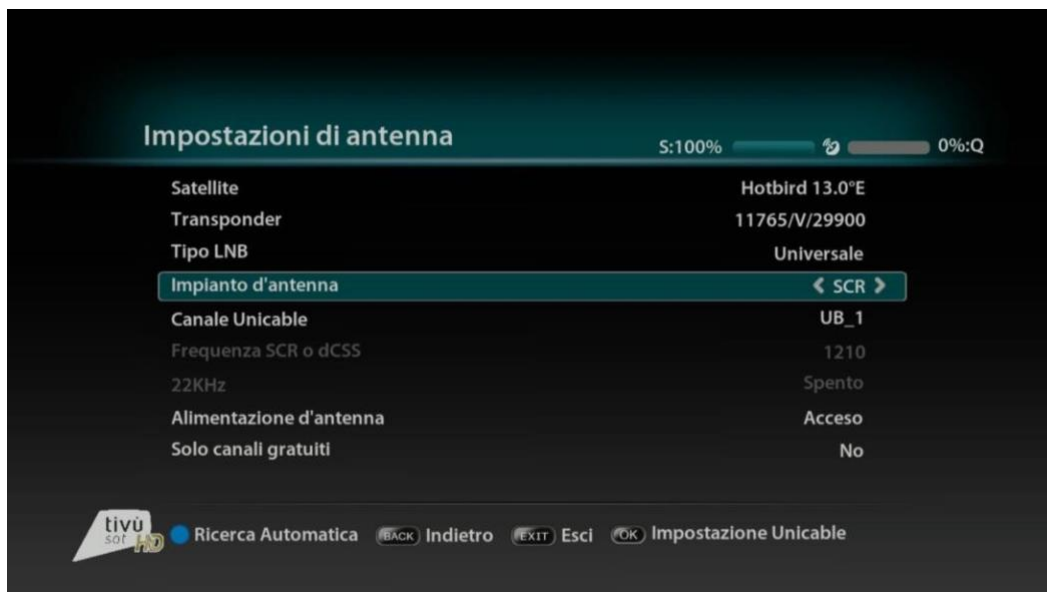 Impostazioni di antenna
S:100% 0%:Q
Satellite Hotbird 13.0°E
Transponder 11765/V/29900
Tipo LNB Universale
Impianto d'antenna SCR
Canale Unicable UB_1
Frequenza SCR o dCSS 1210
22KHz Spento
Alimentazione d'antenna Acceso
Solo canali gratuiti No
tivù
sat HD
Ricerca Automatica BACK Indietro EXIT Esci OK Impostazione Unicable